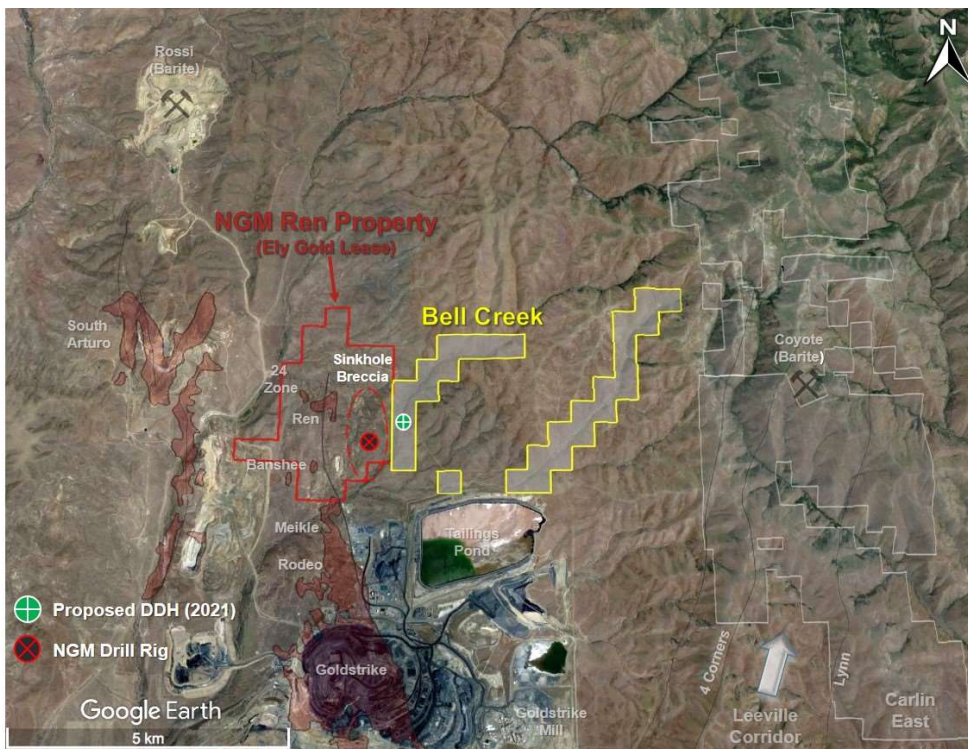 Rossi
(Barite)
N
NGM Ren Property
(Ely Gold Lease)
South
Arturo
Bell Creek
Sinkhole
Breccia
24
Zone
Ren
Coyote
(Barite)
Banshee
Meikle
Tailings
Pond
Rodeo
Proposed DDH (2021)
NGM Drill Rig
Goldstrike
4 Corners
Lynn
Goldstrike
Mill
Leeville
Corridor
Carlin
East
Google Earth
5 km